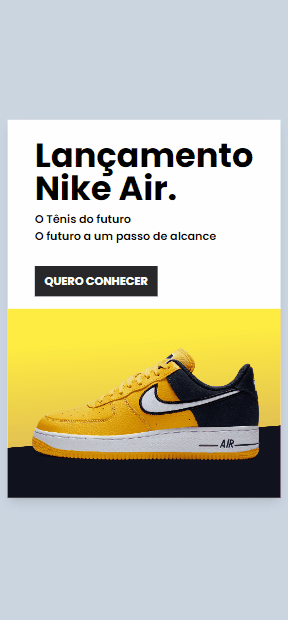 Lançamento
Nike Air.
O Tênis do futuro
O futuro a um passo de alcance
QUERO CONHECER
AIR